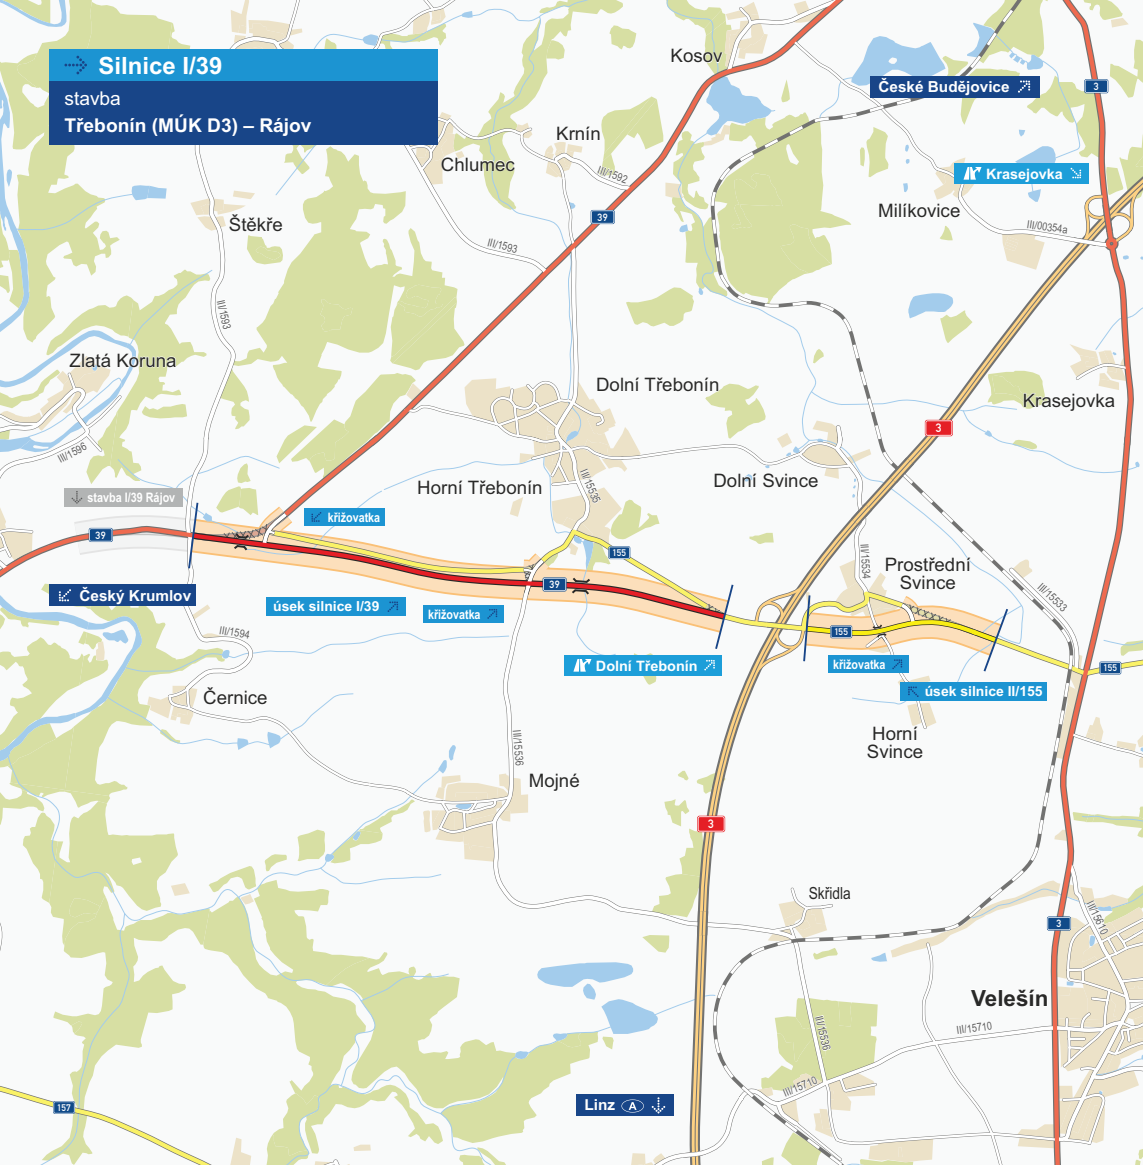 Silnice I/39
stavba
Třebonín (MÚK D3) – Rájov
Kosov
České Budějovice
3
Krnín
Chlumec
III/1592
Krasejovka
Milíkovice
39
Štěkře
III/00354a
III/1593
III/1593
Zlatá Koruna
Dolní Třebonín
Krasejovka
3
III/1596
Horní Třebonín
III/15536
Dolní Svince
stavba I/39 Rájov
křižovatka
39
155
III/15534
Prostřední
Svince
III/15533
39
Český Krumlov
úsek silnice I/39
křižovatka
III/1594
155
Dolní Třebonín
křižovatka
155
úsek silnice II/155
Černice
Horní
Svince
III/15536
Mojné
3
Skřidla
III/15610
3
Velešín
III/15536
III/15710
III/15710
157
Linz A